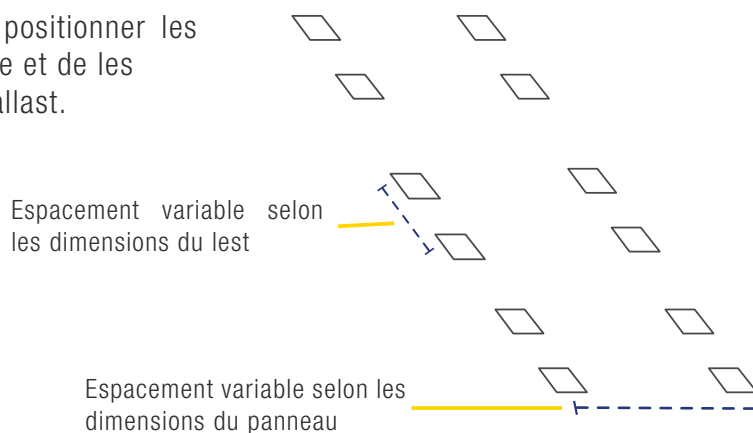 positionner les
e et de les
allast.
Espacement variable selon
les dimensions du lest
Espacement variable selon les
dimensions du panneau